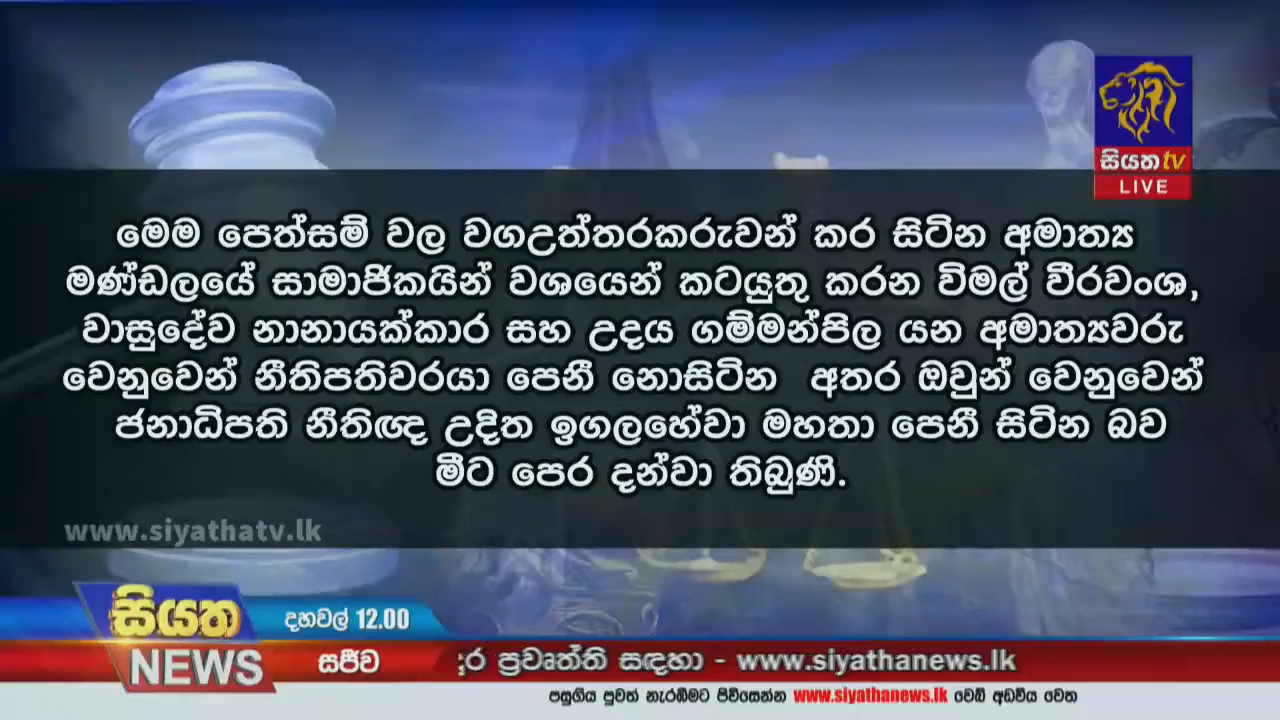 සියත tv
LIVE
මෙම පෙත්සම් වල වගඋත්තරකරුවන් කර සිටින අමාත්‍ය
මණ්ඩලයේ සාමාජිකයින් වශයෙන් කටයුතු කරන විමල් වීරවංශ,
වාසුදේව නානායක්කාර සහ උදය ගම්මන්පිල යන අමාත්‍යවරු
වෙනුවෙන් නීතිපතිවරයා පෙනී නොසිටින අතර ඔවුන් වෙනුවෙන්
ජනාධිපති නීතිඥ උදිත ඉගලහේවා මහතා පෙනී සිටින බව
මීට පෙර දන්වා තිබුණි.
www.siyathatv.lk
සියත දහවල් 12.00
NEWS සජීව ප්‍රවෘත්ති සඳහා - www.siyathanews.lk
පසුගිය පුවත් නැරඹීමට පිවිසෙන්න www.siyathanews.lk වෙබ් අඩවිය වෙත